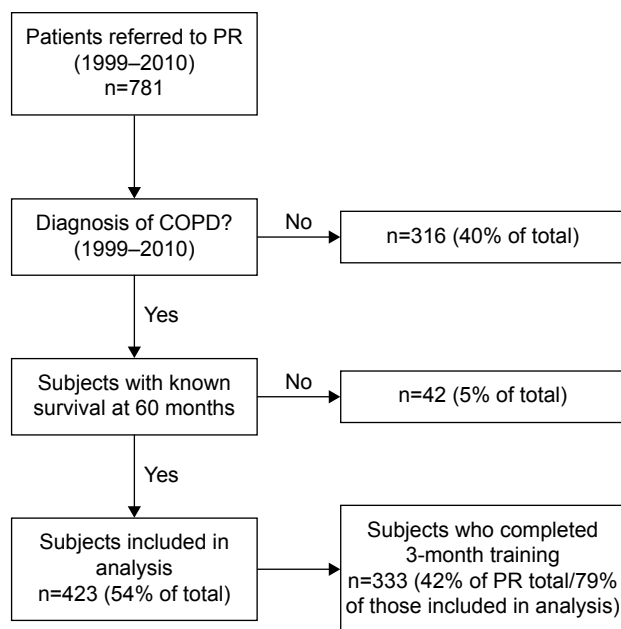 Patients referred to PR
(1999–2010)
n=781
Diagnosis of COPD?
(1999–2010)
No
n=316 (40% of total)
Yes
Subjects with known
survival at 60 months
No
n=42 (5% of total)
Yes
Subjects included in
analysis
n=423 (54% of total)
Subjects who completed
3-month training
n=333 (42% of PR total/79%
of those included in analysis)